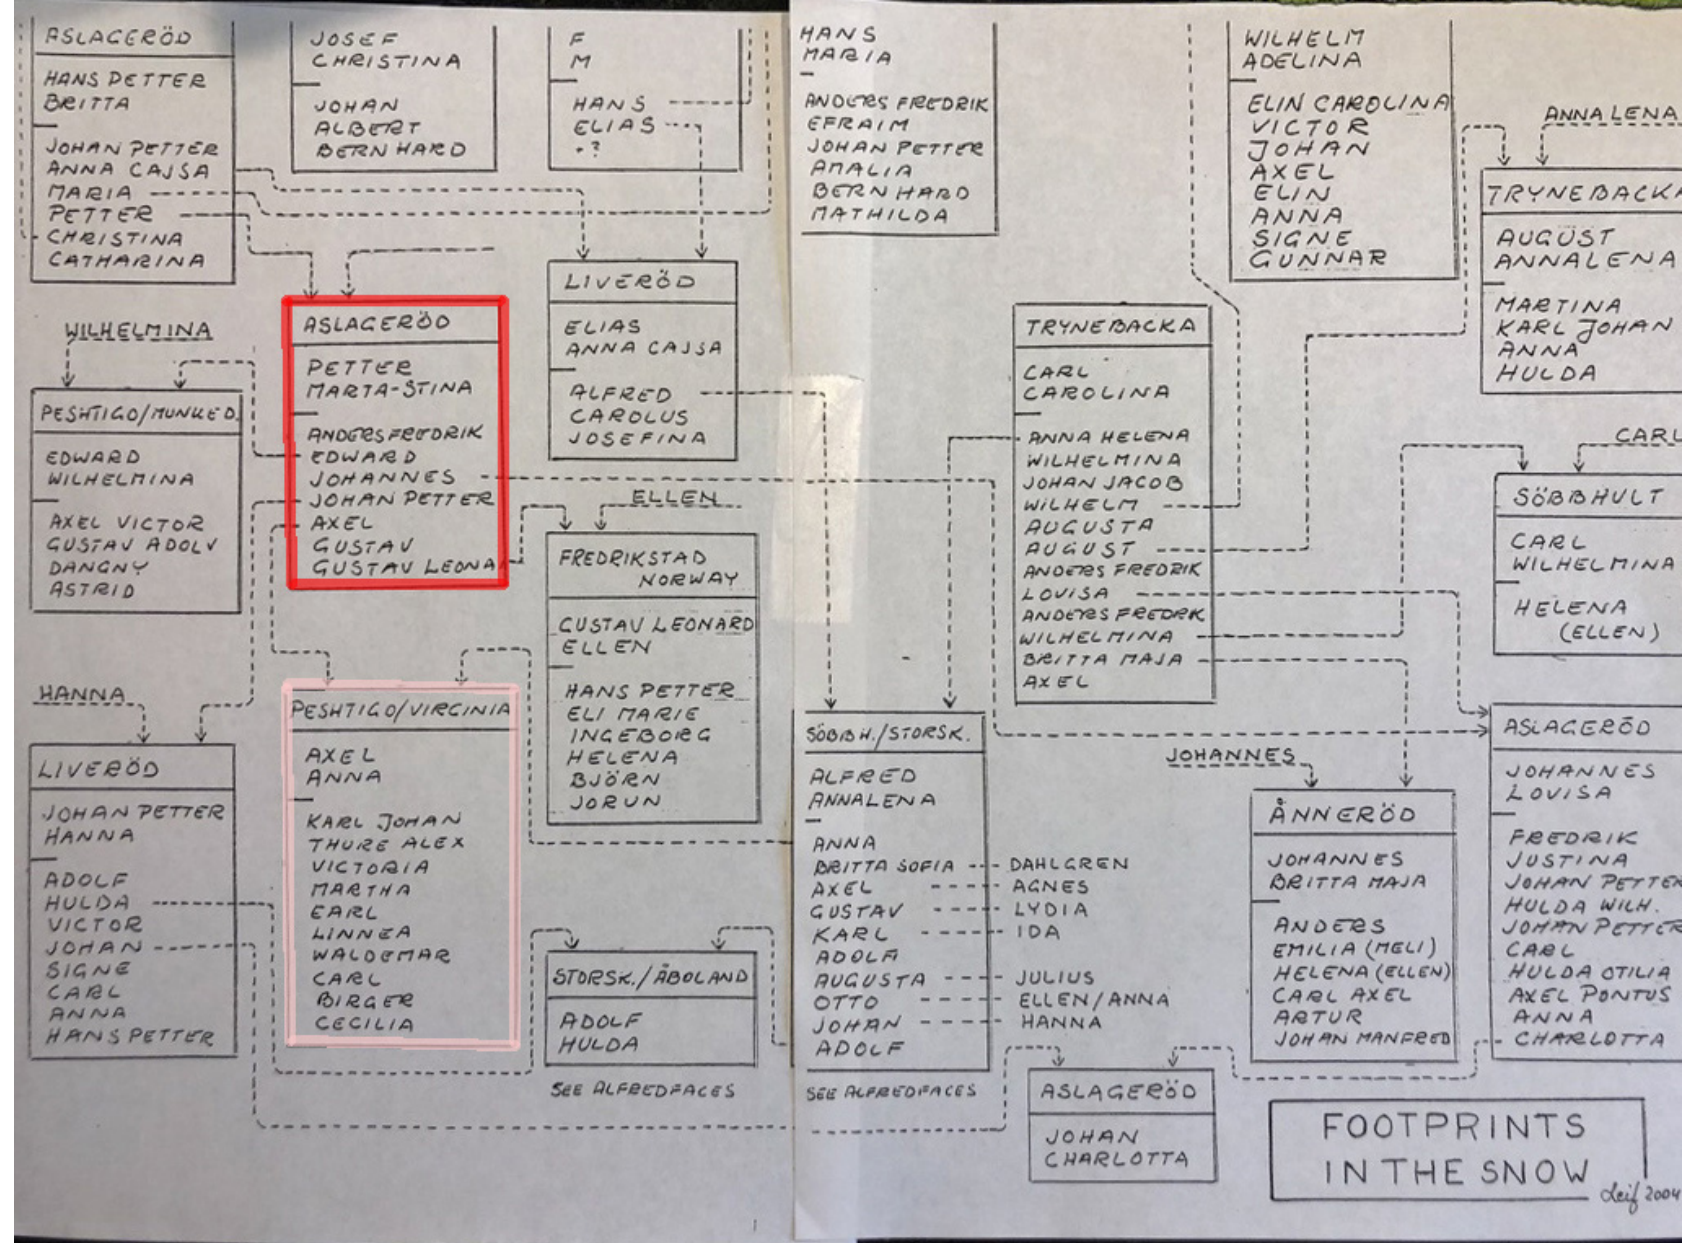 ASLAGERÖD
HANS PETTER
BRITTA
JOHAN PETTER
ANNA CAJSA
MARIA
PETTER
CHRISTINA
CATHARINA
JOSEF
CHRISTINA
JOHAN
ALBERT
BERNHARD
F
M
HANS
ELIAS
+ ?
HANS
MARIA
ANDERS FREDRIK
EFRAIM
JOHAN PETTER
AMALIA
BERNHARD
MATHILDA
WILHELM
ADELINA
ELIN CAROLINA
VICTOR
JOHAN
AXEL
ELIN
ANNA
SIGNE
GUNNAR
ANNA LENA
TRYNEBACKA
AUGUST
ANNALENA
MARTINA
KARL JOHAN
ANNA
HULDA
WILHELMINA
PESHTIGO/MUNKED.
EDWARD
WILHELMINA
AXEL VICTOR
GUSTAV ADOLV
DANGNY
ASTRID
ASLAGERÖD
PETTER
MARTA-STINA
ANDERS FREDRIK
EDWARD
JOHANNES
JOHAN PETTER
AXEL
GUSTAV
GUSTAV LEONA
LIVERÖD
ELIAS
ANNA CAJSA
ALFRED
CAROLUS
JOSEFINA
ELLEN
FREDRIKSTAD
NORWAY
GUSTAV LEONARD
ELLEN
HANS PETTER
ELI MARIE
INGEBORG
HELENA
BJÖRN
JORUN
TRYNEBACKA
CARL
CAROLINA
ANNA HELENA
WILHELMINA
JOHAN JACOB
WILHELM
AUGUSTA
AUGUST
ANDERS FREDRIK
LOVISA
ANDERS FREDRIK
WILHELMINA
BRITTA MAJA
AXEL
CARL
SÖBBHULT
CARL
WILHELMINA
HELENA
(ELLEN)
HANNA
LIVERÖD
JOHAN PETTER
HANNA
ADOLF
HULDA
VICTOR
JOHAN
SIGNE
CARL
ANNA
HANS PETTER
PESHTIGO/VIRGINIA
AXEL
ANNA
KARL JOHAN
THURE ALEX
VICTORIA
MARTHA
EARL
LINNEA
WALDEMAR
CARL
BIRGER
CECILIA
STORSK./ÅBOLAND
ADOLF
HULDA
SEE ALFREDFACES
SÖBBH./STORSK.
ALFRED
ANNALENA
ANNA
BRITTA SOFIA --- DAHLGREN
AXEL ---- AGNES
GUSTAV ---- LYDIA
KARL ---- IDA
ADOLF
AUGUSTA ---- JULIUS
OTTO ---- ELLEN/ANNA
JOHAN ---- HANNA
ADOLF
SEE ALFREDFACES
JOHANNES
ÄNNERÖD
JOHANNES
BRITTA MAJA
ANDERS
EMILIA (MELI)
HELENA (ELLEN)
CARL AXEL
ARTUR
JOHAN MANFRED
ASLAGERÖD
JOHANNES
LOVISA
FREDRIK
JUSTINA
JOHAN PETTER
HULDA WILH.
JOHAN PETTER
CARL
HULDA OTILIA
AXEL PONTUS
ANNA
CHARLOTTA
ASLAGERÖD
JOHAN
CHARLOTTA
FOOTPRINTS
IN THE SNOW
Leif 2004